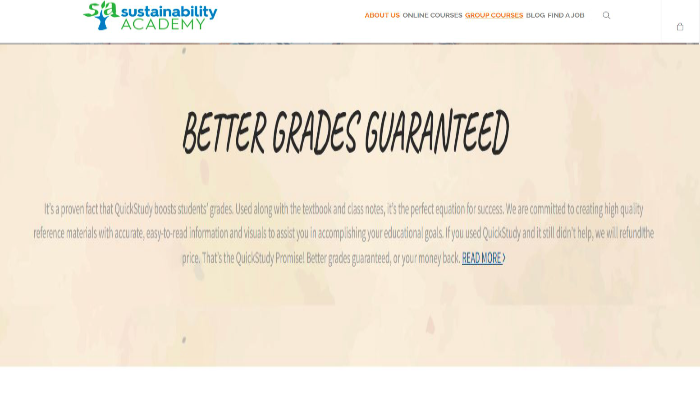 sustainability
ACADEMY
ABOUT US ONLINE COURSES GROUP COURSES BLOG FIND A JOB
BETTER GRADES GUARANTEED
It's a proven fact that QuickStudy boosts students' grades. Used along with the textbook and class notes, it's the perfect equation for success. We are committed to creating high quality
reference materials with accurate, easy-to-read information and visuals to assist you in accomplishing your educational goals. If you used QuickStudy and it still didn't help, we will refund the
price. That's the QuickStudy Promise! Better grades guaranteed, or your money back. READ MORE >